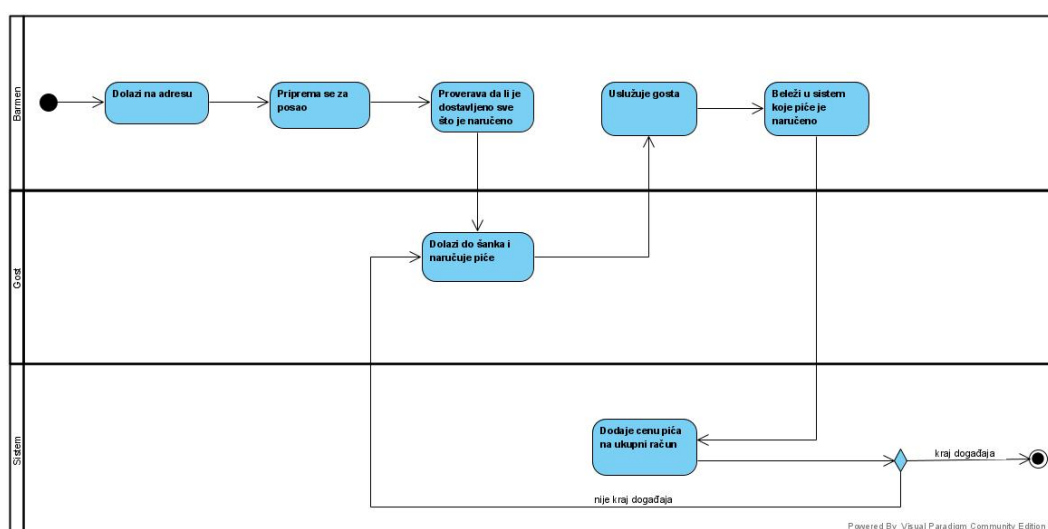 Barmen
Dolazi na adresu
Priprema se za
posao
Proverava da li je
dostavljeno sve
što je naručeno
Uslužuje gosta
Beleži u sistem
koje piće je
naručeno
Gost
Dolazi do šanka i
naručuje piće
Sistem
Dodaje cenu pića
na ukupni račun
kraj događaja
nije kraj događaja
Powered By Visual Paradigm Community Edition